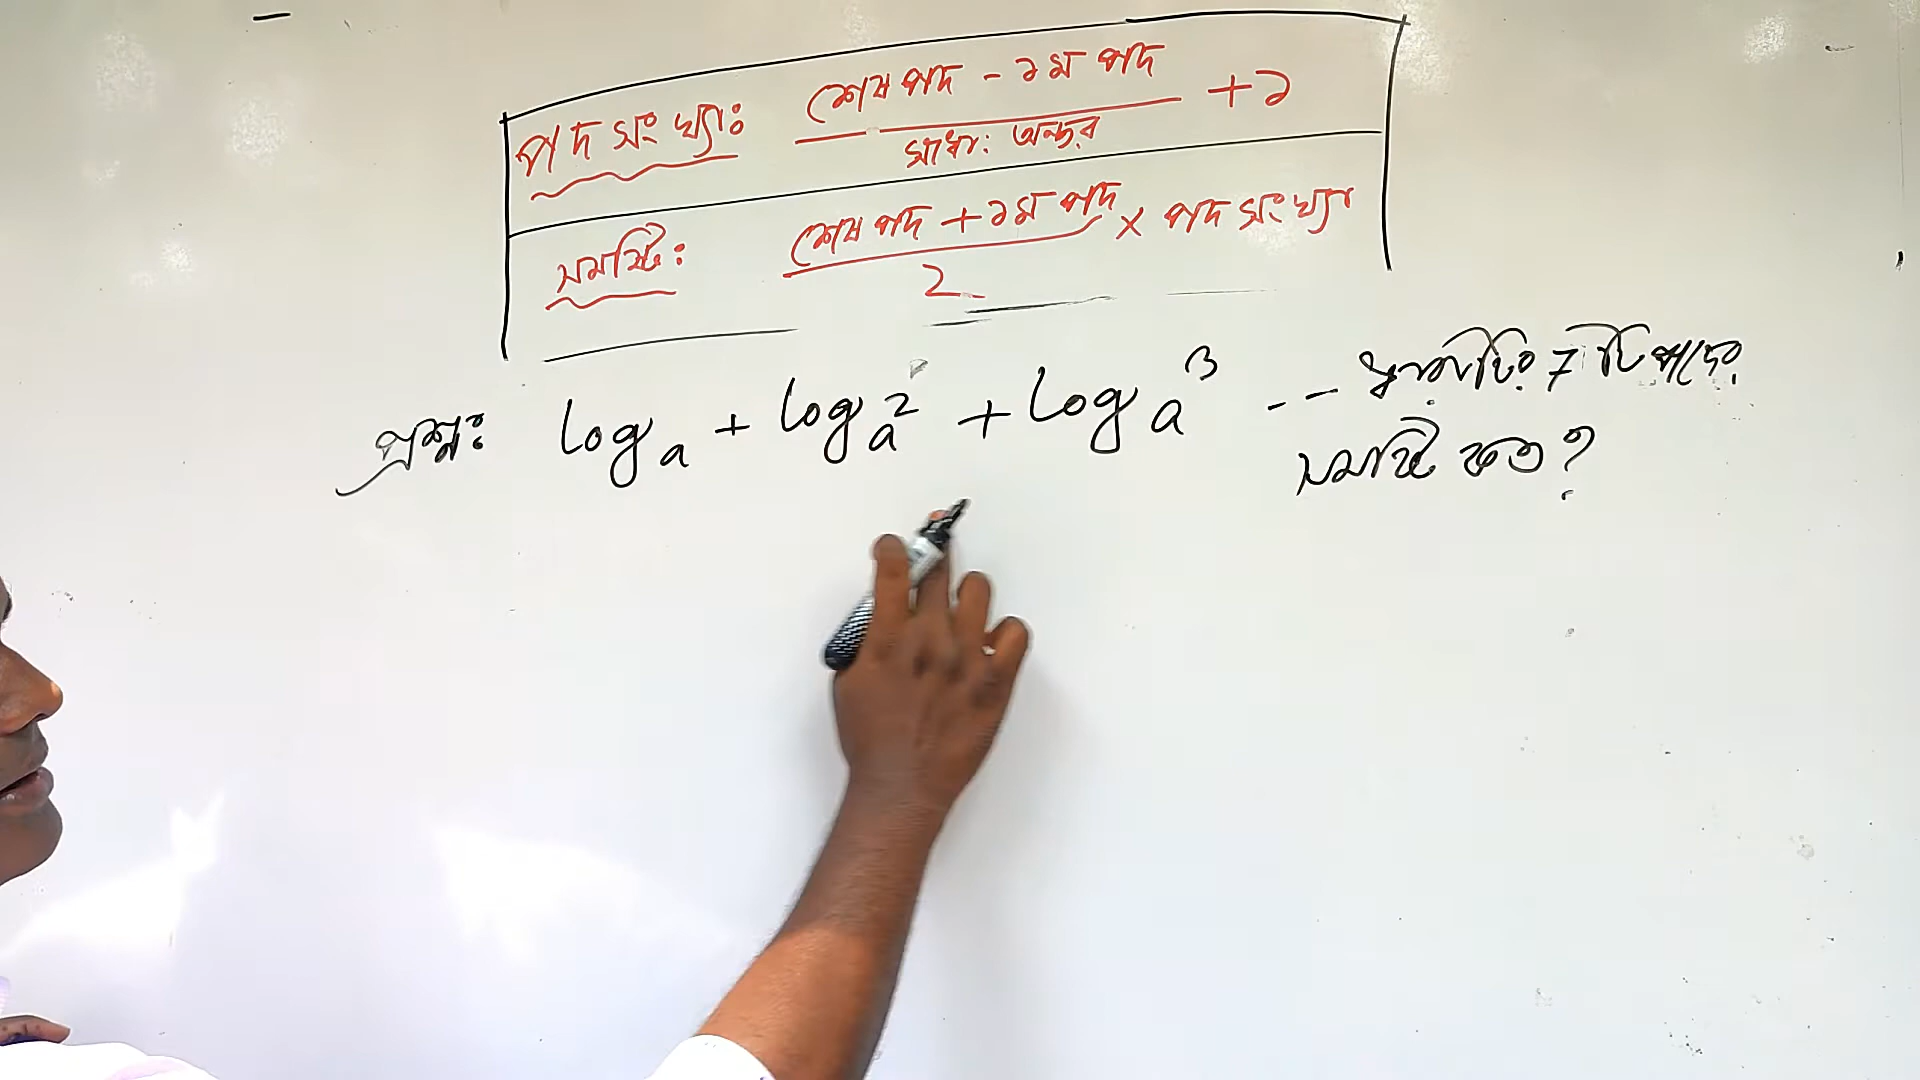 পদ সংখ্যাঃ শেষ পদ - ১ম পদ / সাধা: অন্তর + ১
সমষ্টি: শেষ পদ + ১ম পদ / 2 × পদ সংখ্যা
প্রশ্নঃ log a + log a² + log a³ -- ধারাটির 7 টি পদের
সমষ্টি কত?